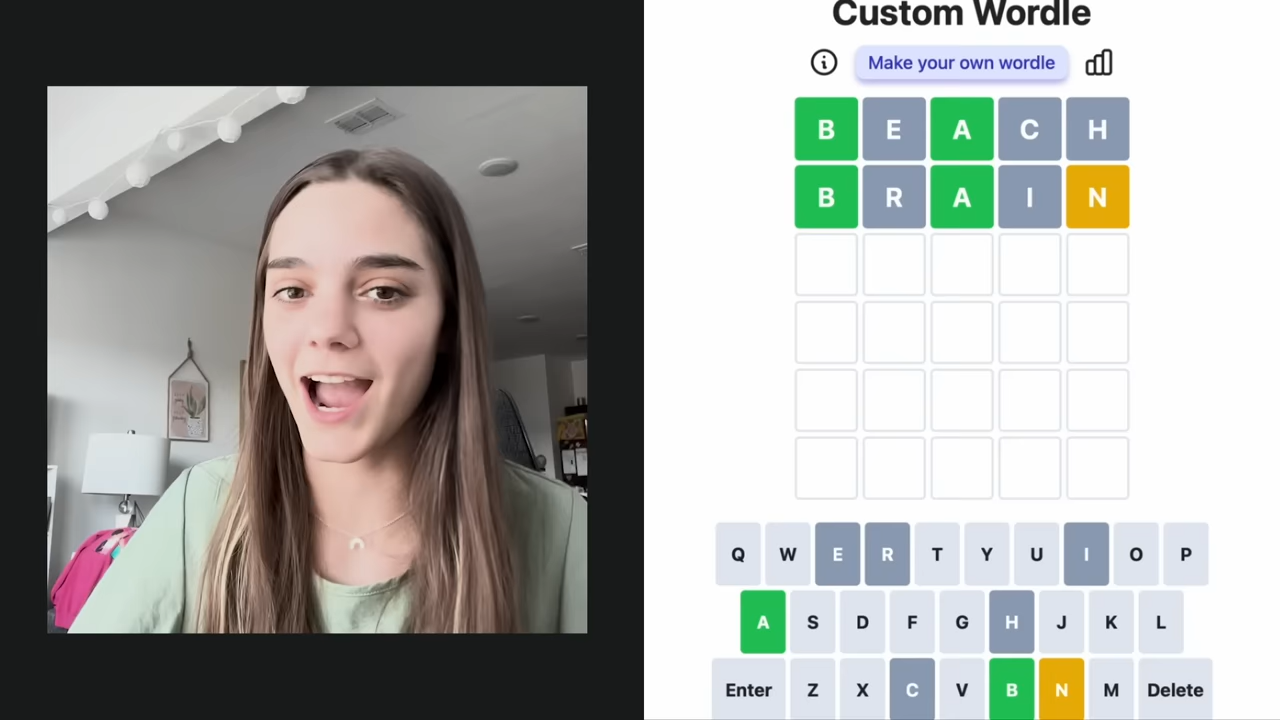 Custom Wordle
Make your own wordle
B E A C H
B R A I N
Q W E R T Y U I O P
A S D F G H J K L
Enter Z X C V B N M Delete